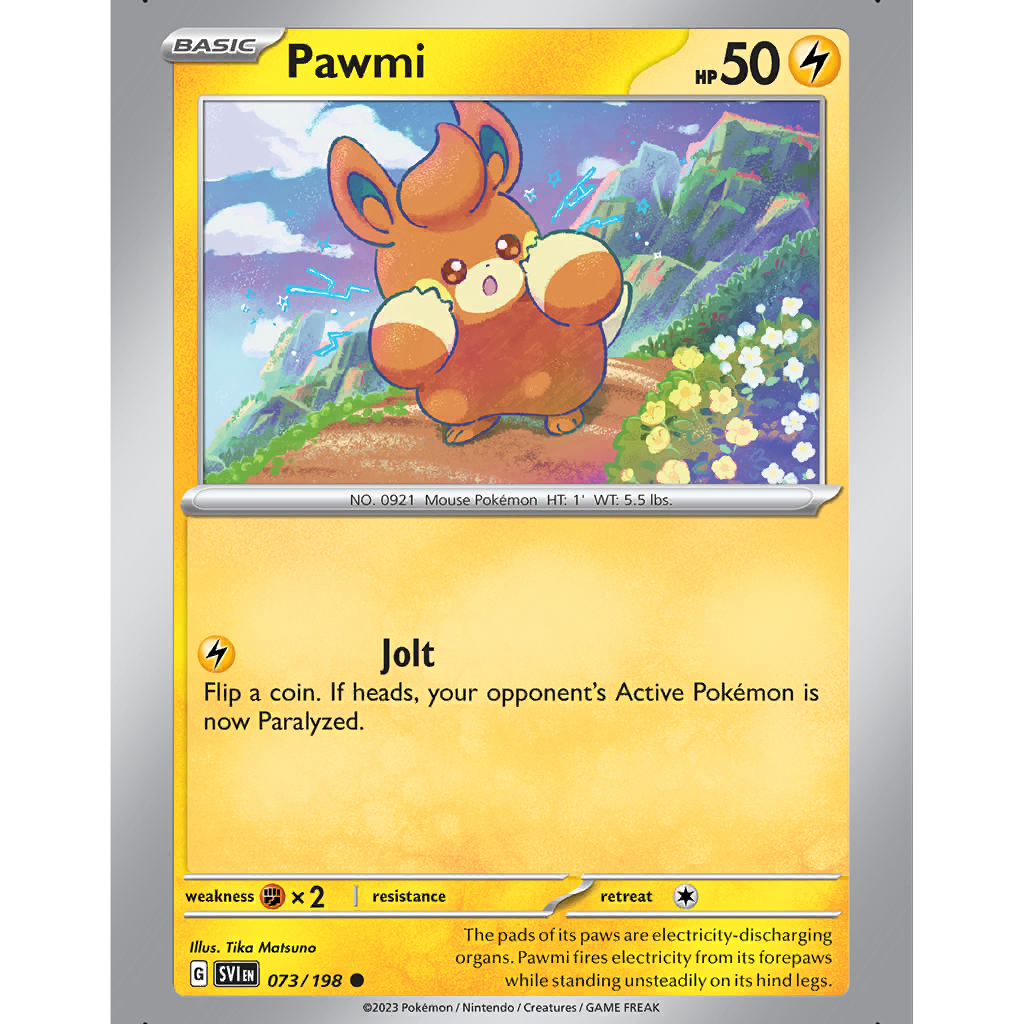 BASIC
Pawmi
HP 50
NO. 0921 Mouse Pokémon HT: 1' WT: 5.5 lbs.
Jolt
Flip a coin. If heads, your opponent's Active Pokémon is
now Paralyzed.
weakness ×2 resistance retreat
Illus. Tika Matsuno
The pads of its paws are electricity-discharging
organs. Pawmi fires electricity from its forepaws
while standing unsteadily on its hind legs.
G SVI EN 073/198
©2023 Pokémon / Nintendo / Creatures / GAME FREAK